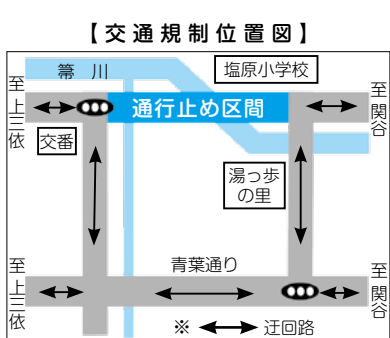 【交通規制位置図】
箒川
塩原小学校
至上三依
通行止め区間
至関谷
交番
湯っ歩
の里
青葉通り
至上三依
至関谷
※ ⟷ 迂回路